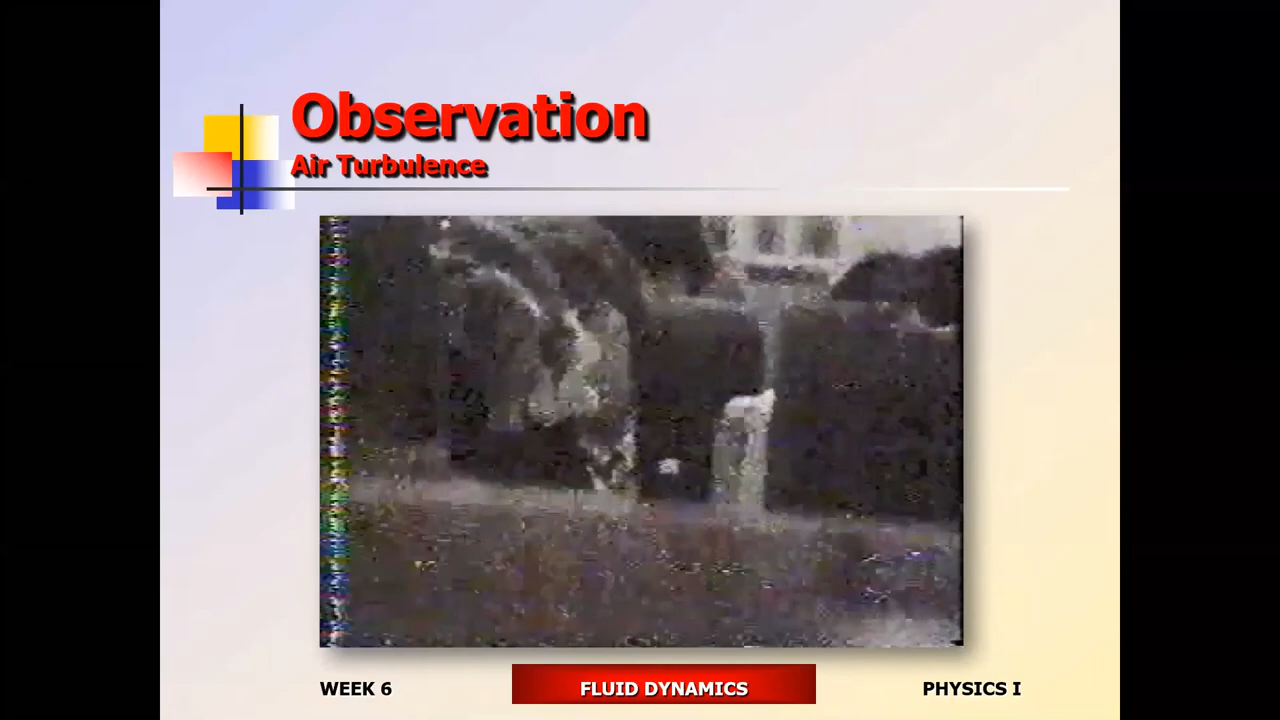 Observation
Air Turbulence
WEEK 6
FLUID DYNAMICS
PHYSICS I